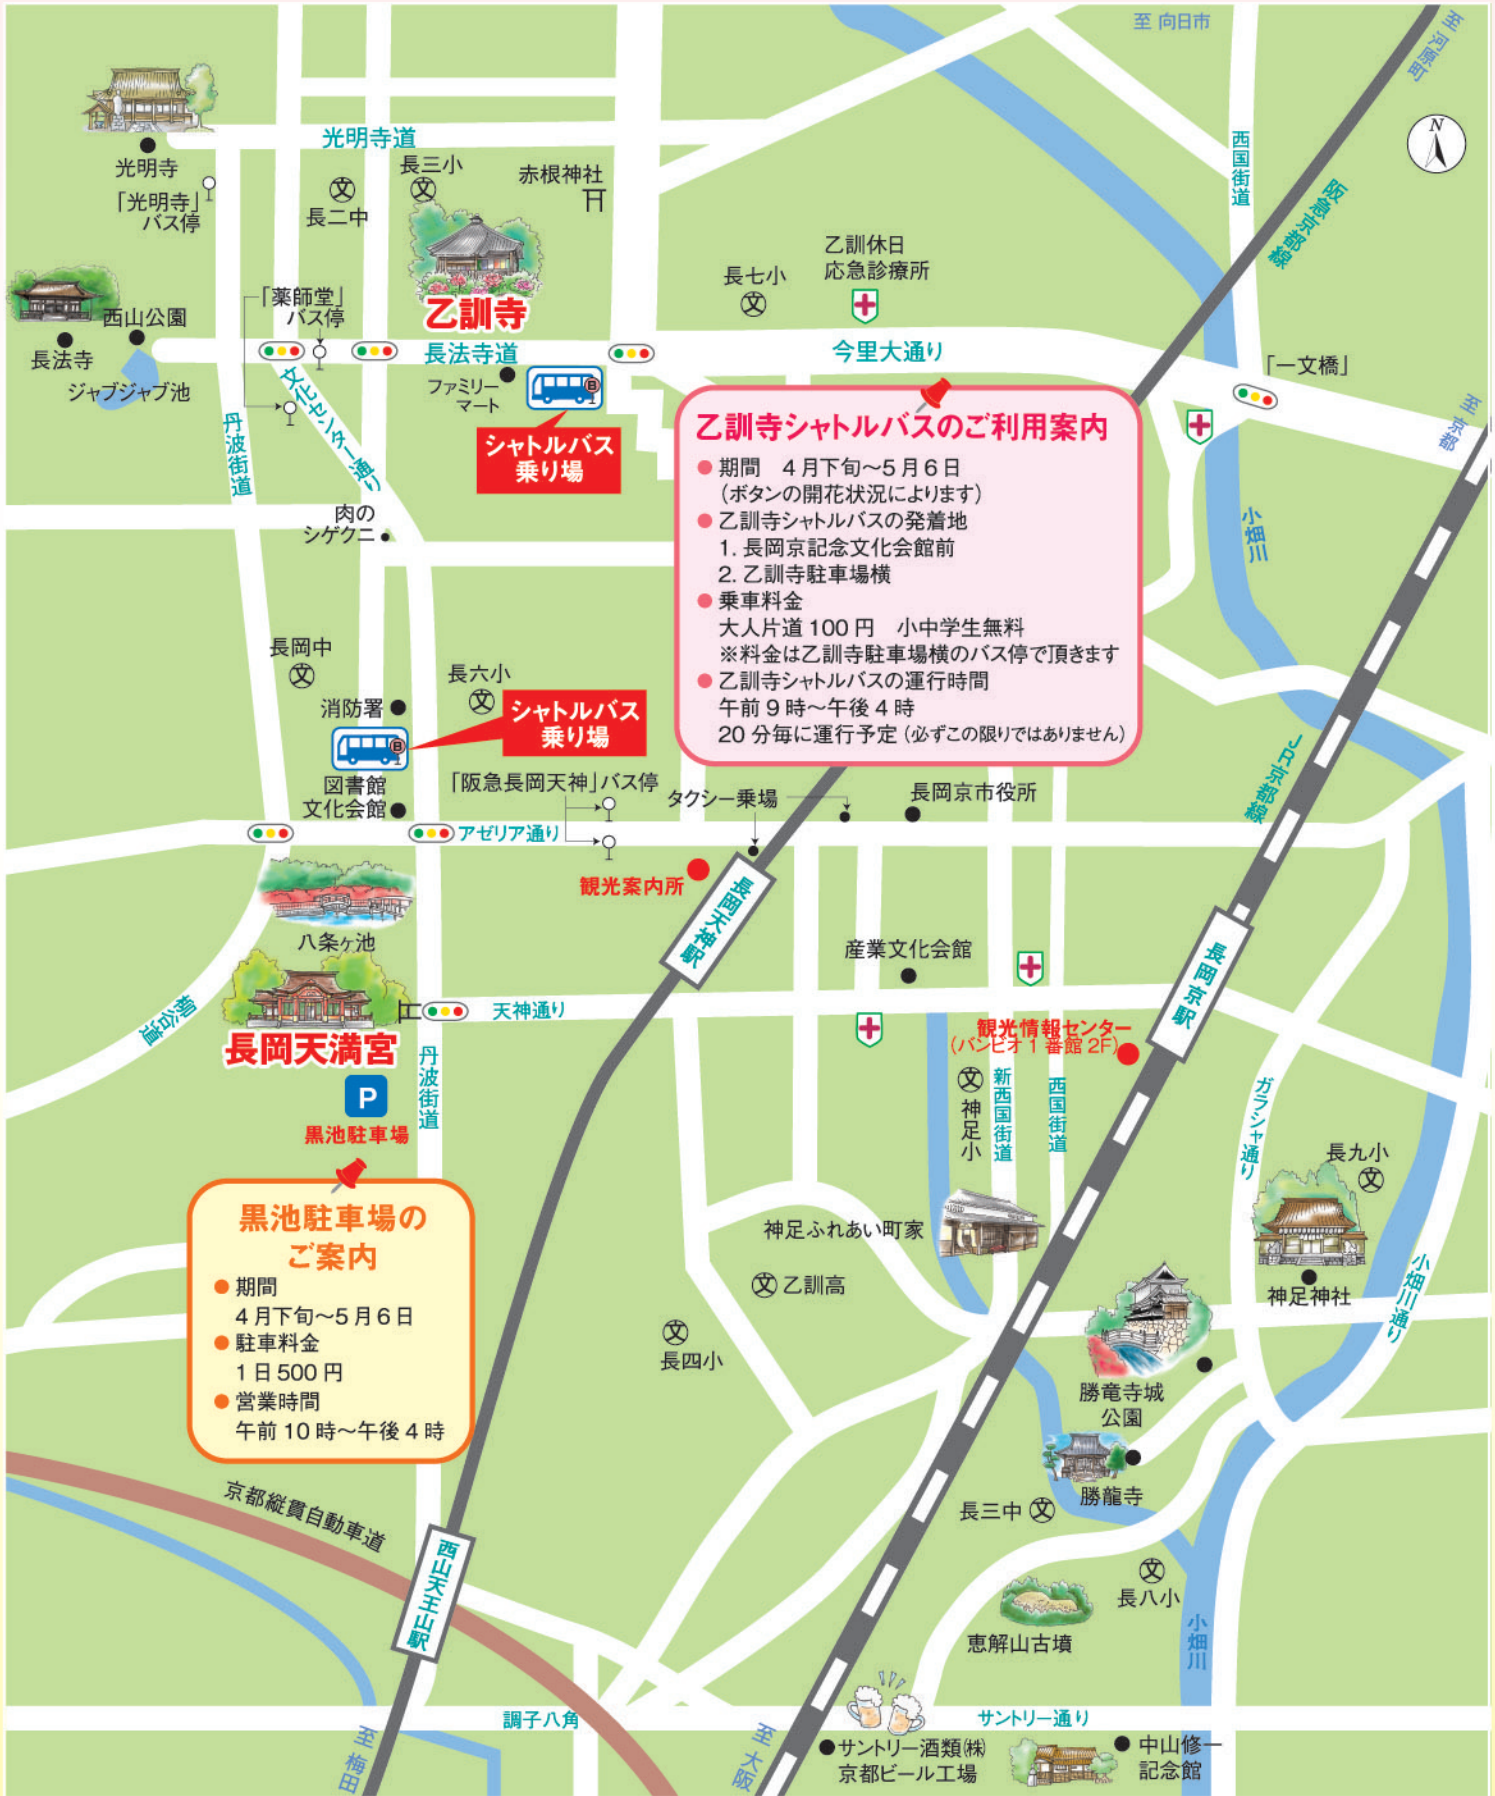 至 向日市
至 河原町
N
光明寺道
西国街道
光明寺
「光明寺」
バス停
長三小
文
文
長二中
赤根神社
阪急京都線
乙訓休日
応急診療所
長七小
文
乙訓寺
「薬師堂」
バス停
西山公園
長法寺
ジャブジャブ池
長法寺道
今里大通り
「一文橋」
ファミリー
マート
B
シャトルバス
乗り場
文化センター通り
丹波街道
至 京都
小畑川
乙訓寺シャトルバスのご利用案内
● 期間　4月下旬～5月6日
(ボタンの開花状況によります)
● 乙訓寺シャトルバスの発着地
1. 長岡京記念文化会館前
2. 乙訓寺駐車場横
● 乗車料金
大人片道100円　小中学生無料
※料金は乙訓寺駐車場横のバス停で頂きます
● 乙訓寺シャトルバスの運行時間
午前9時～午後4時
20分毎に運行予定(必ずこの限りではありません)
肉の
シゲクニ
長岡中
文
長六小
文
消防署
B
シャトルバス
乗り場
図書館
文化会館
「阪急長岡天神」バス停
タクシー乗場
長岡京市役所
JR京都線
アゼリア通り
観光案内所
長岡天神駅
八条ヶ池
産業文化会館
長岡京駅
柳谷道
天神通り
長岡天満宮
丹波街道
観光情報センター
(バンビオ1番館2F)
P
黒池駐車場
文
神足小
新西国街道
西国街道
ガラシャ通り
長九小
文
黒池駐車場の
ご案内
● 期間
4月下旬～5月6日
● 駐車料金
1日500円
● 営業時間
午前10時～午後4時
神足ふれあい町家
文 乙訓高
文
長四小
神足神社
小畑川通り
勝竜寺城
公園
勝龍寺
長三中 文
文
長八小
恵解山古墳
小畑川
京都縦貫自動車道
西山天王山駅
調子八角
サントリー通り
至 梅田
至 大阪
サントリー酒類㈱
京都ビール工場
中山修一
記念館